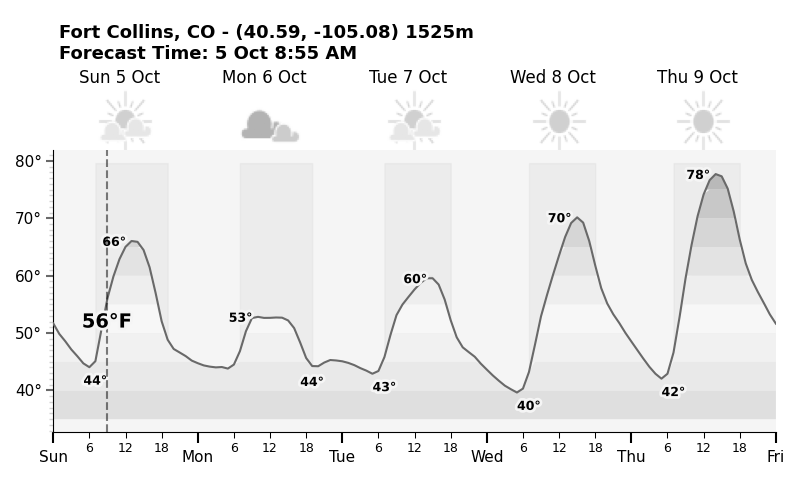 Fort Collins, CO - (40.59, -105.08) 1525m
Forecast Time: 5 Oct 8:55 AM
Sun 5 Oct Mon 6 Oct Tue 7 Oct Wed 8 Oct Thu 9 Oct
80°
70°
60°
50°
40°
66°
56°F
44°
53°
44°
60°
43°
70°
40°
78°
42°
6 12 18 6 12 18 6 12 18 6 12 18 6 12 18
Sun Mon Tue Wed Thu Fri